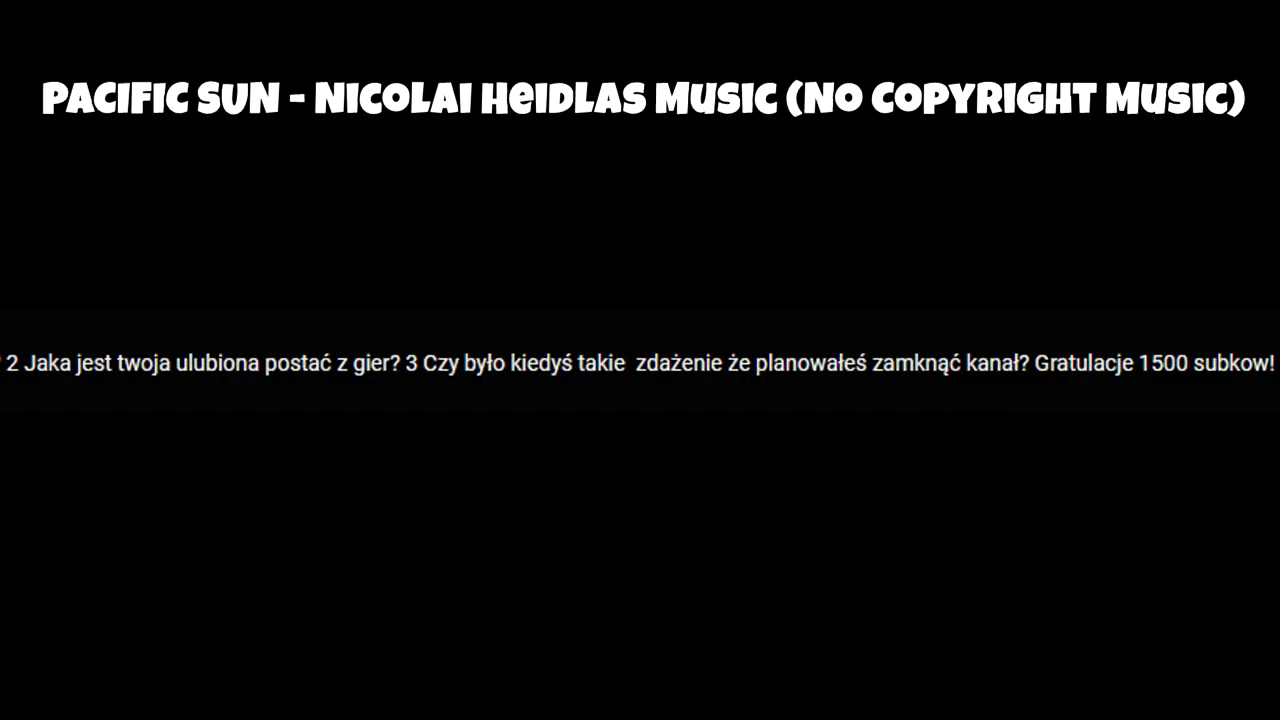 PACIFIC SUN - NICOLAI HEIDLAS MUSIC (NO COPYRIGHT MUSIC)
2 Jaka jest twoja ulubiona postać z gier? 3 Czy było kiedyś takie  zdażenie że planowałeś zamknąć kanał? Gratulacje 1500 subkow!